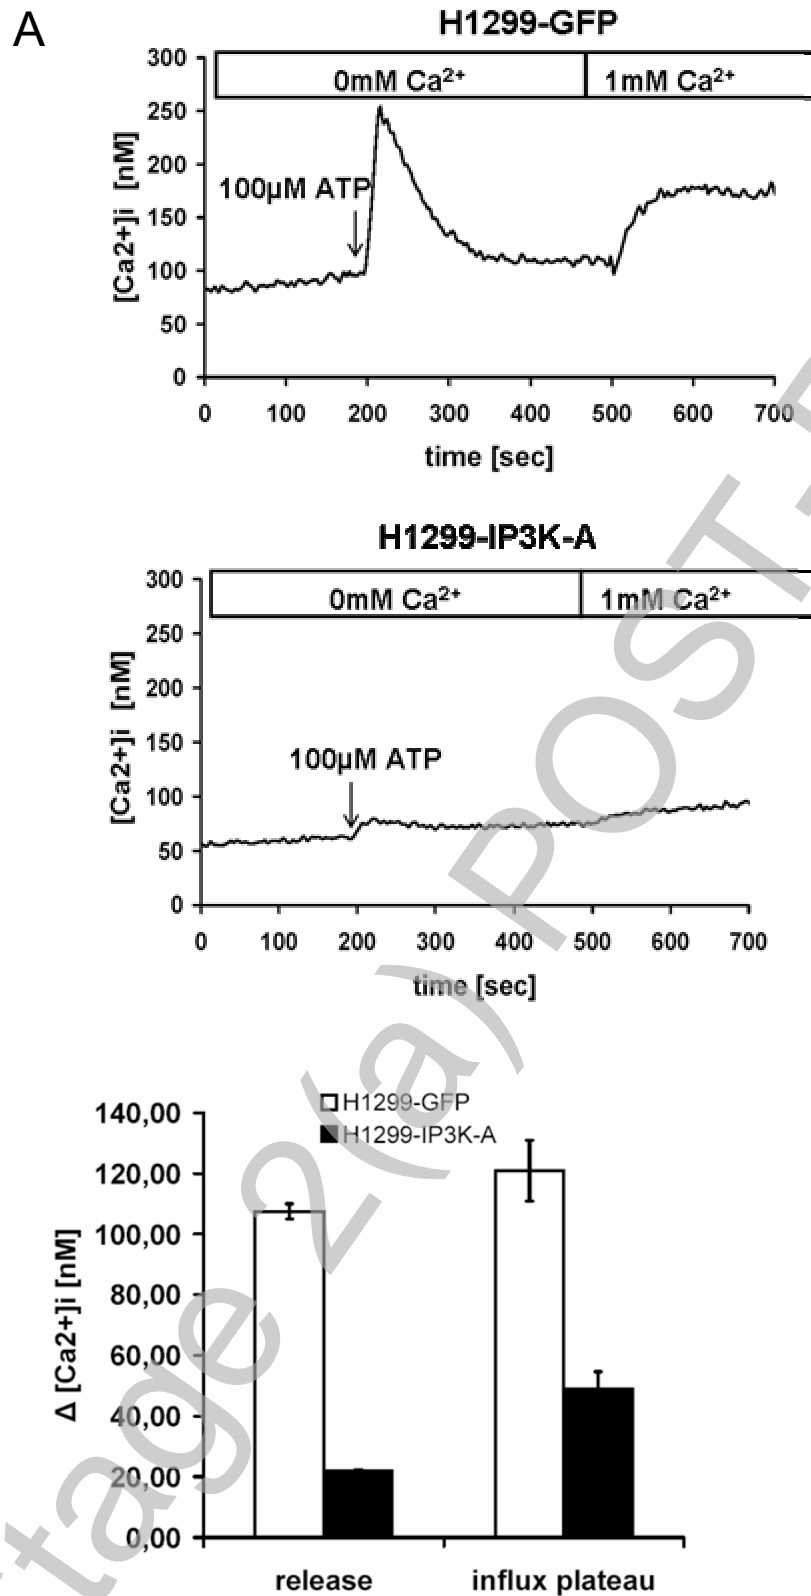 A
H1299-GFP
0mM Ca²⁺ 1mM Ca²⁺
300
250
200
150
100
50
0
[Ca2+]i [nM]
100µM ATP
0 100 200 300 400 500 600 700
time [sec]
H1299-IP3K-A
0mM Ca²⁺ 1mM Ca²⁺
300
250
200
150
100
50
0
[Ca2+]i [nM]
100µM ATP
0 100 200 300 400 500 600 700
time [sec]
H1299-GFP
H1299-IP3K-A
140,00
120,00
100,00
80,00
60,00
40,00
20,00
0,00
Δ [Ca2+]i [nM]
release influx plateau
tage 2(a) POST-